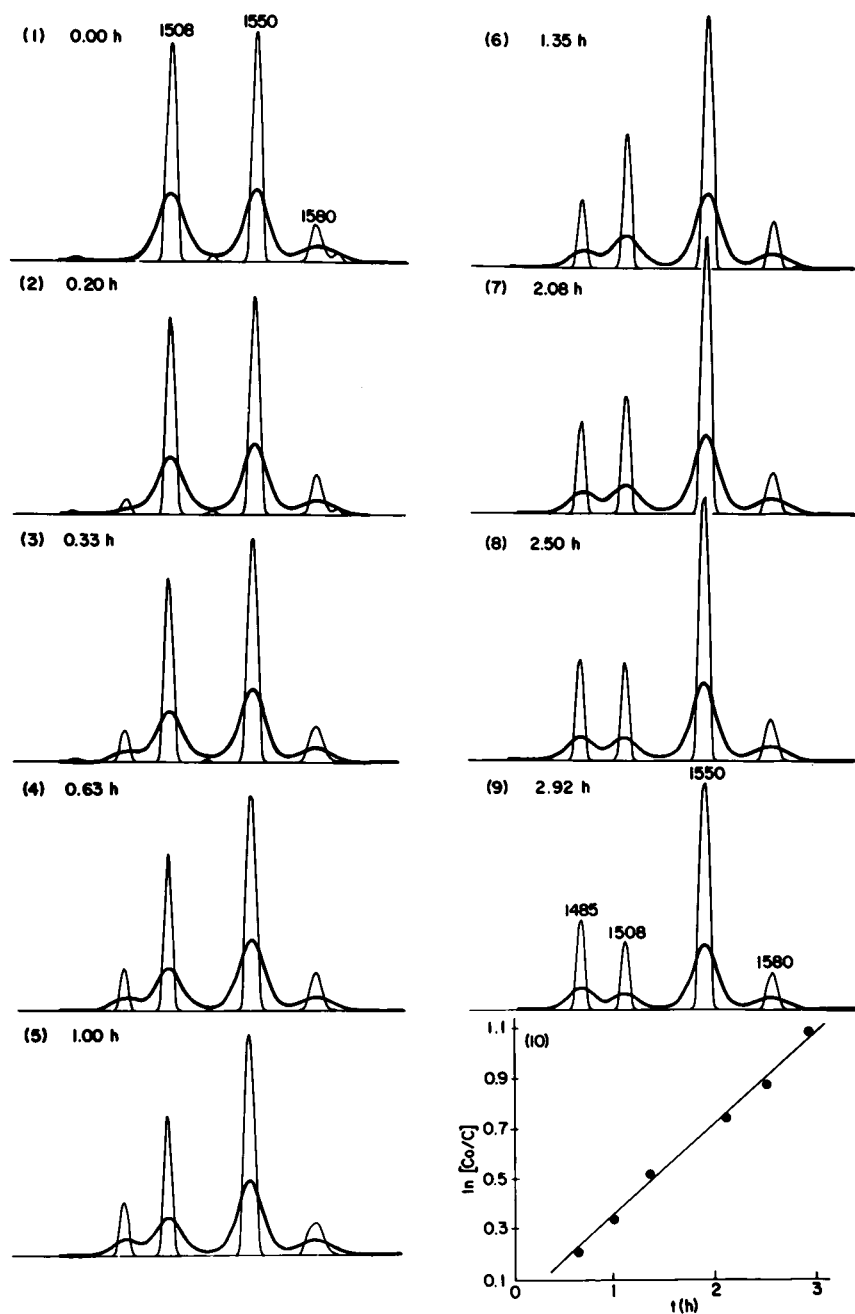 (1) 0.00 h
1508
1550
1580
(2) 0.20 h
(3) 0.33 h
(4) 0.63 h
(5) 1.00 h
(6) 1.35 h
(7) 2.08 h
(8) 2.50 h
(9) 2.92 h
1485
1508
1550
1580
(10)
ln [Co/C]
1.1
0.9
0.7
0.5
0.3
0.1
0 1 2 3
t(h)